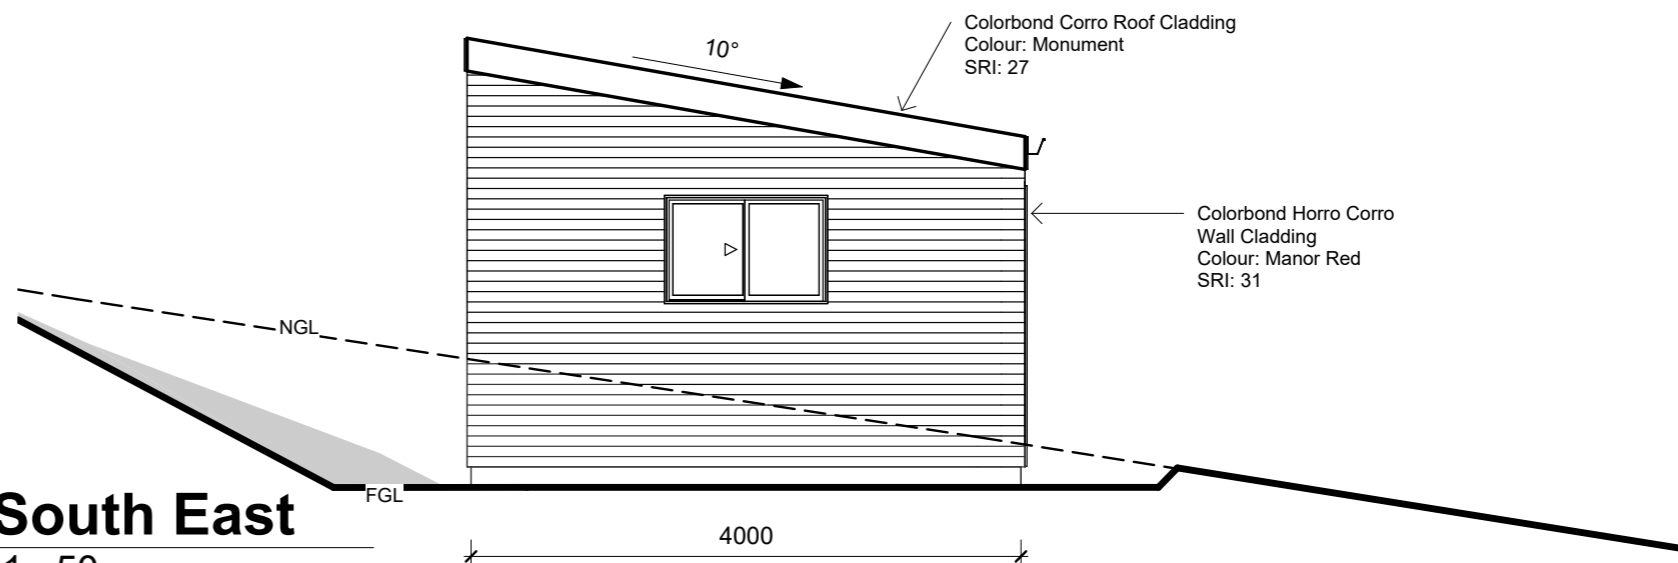 Colorbond Corro Roof Cladding
Colour: Monument
SRI: 27
10°
Colorbond Horro Corro
Wall Cladding
Colour: Manor Red
SRI: 31
NGL
FGL
South East
4000